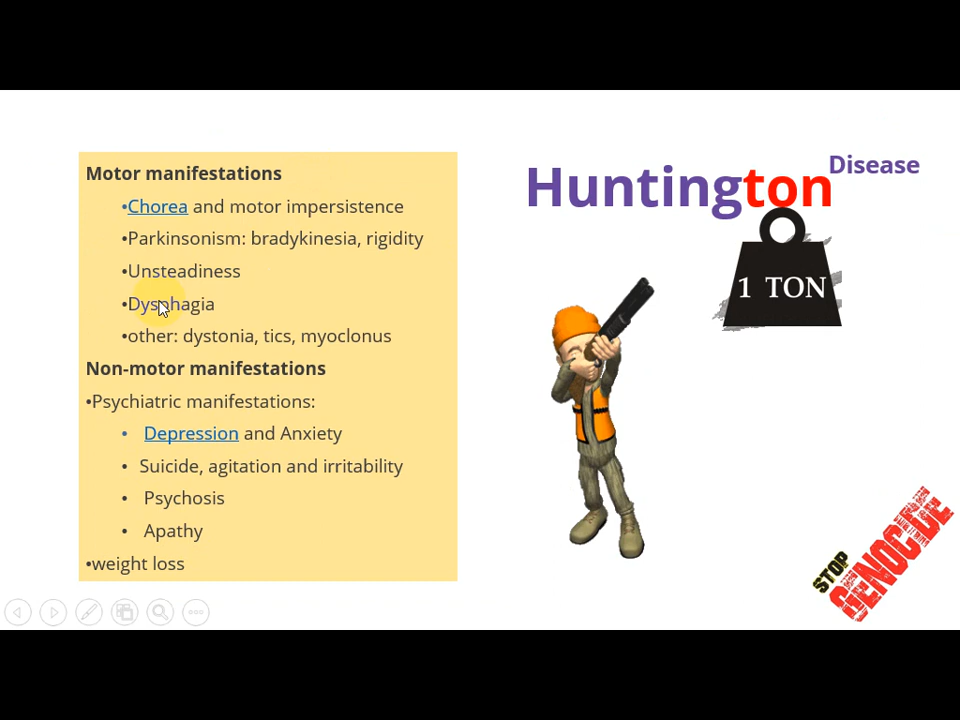 Motor manifestations
•Chorea and motor impersistence
•Parkinsonism: bradykinesia, rigidity
•Unsteadiness
•Dysphagia
•other: dystonia, tics, myoclonus
Non-motor manifestations
•Psychiatric manifestations:
• Depression and Anxiety
• Suicide, agitation and irritability
• Psychosis
• Apathy
•weight loss
Huntington Disease
1 TON
STOP
GENOCIDE